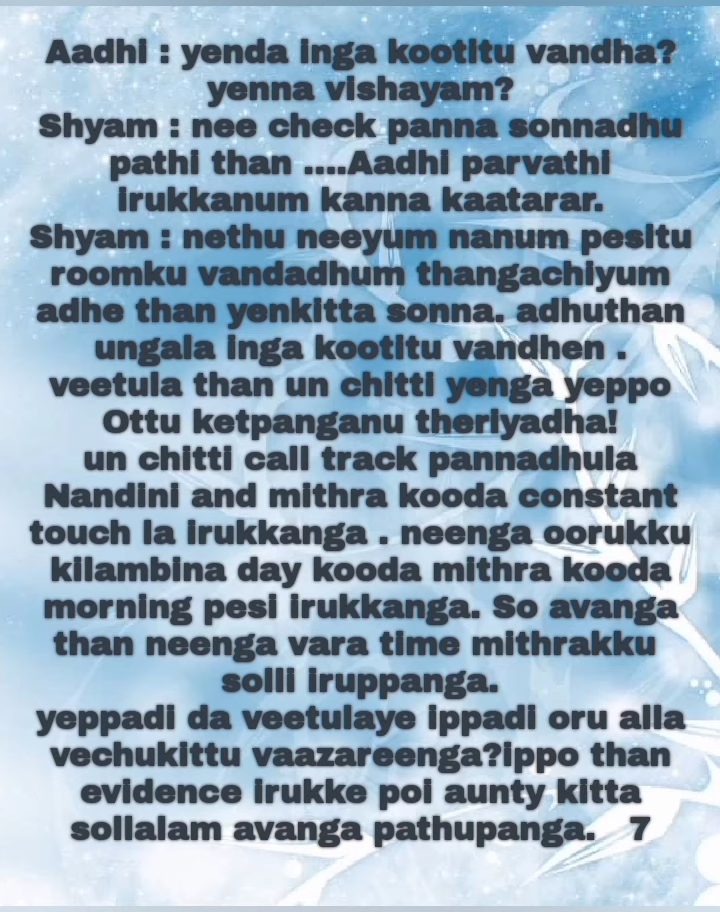 Aadhi : yenda inga kootitu vandha?
yenna vishayam?
Shyam : nee check panna sonnadhu
pathi than ....Aadhi parvathi
irukkanum kanna kaatarar.
Shyam : nethu neeyum nanum pesitu
roomku vandadhum thangachiyum
adhe than yenkitta sonna. adhuthan
ungala inga kootitu vandhen .
veetula than un chitti yenga yeppo
Ottu ketpanganu theriyadha!
un chitti call track pannadhula
Nandini and mithra kooda constant
touch la irukkanga . neenga oorukku
kilambina day kooda mithra kooda
morning pesi irukkanga. So avanga
than neenga vara time mithrakku
solli iruppanga.
yeppadi da veetulaye ippadi oru alla
vechukittu vaazareenga?ippo than
evidence irukke poi aunty kitta
sollalam avanga pathupanga. 7